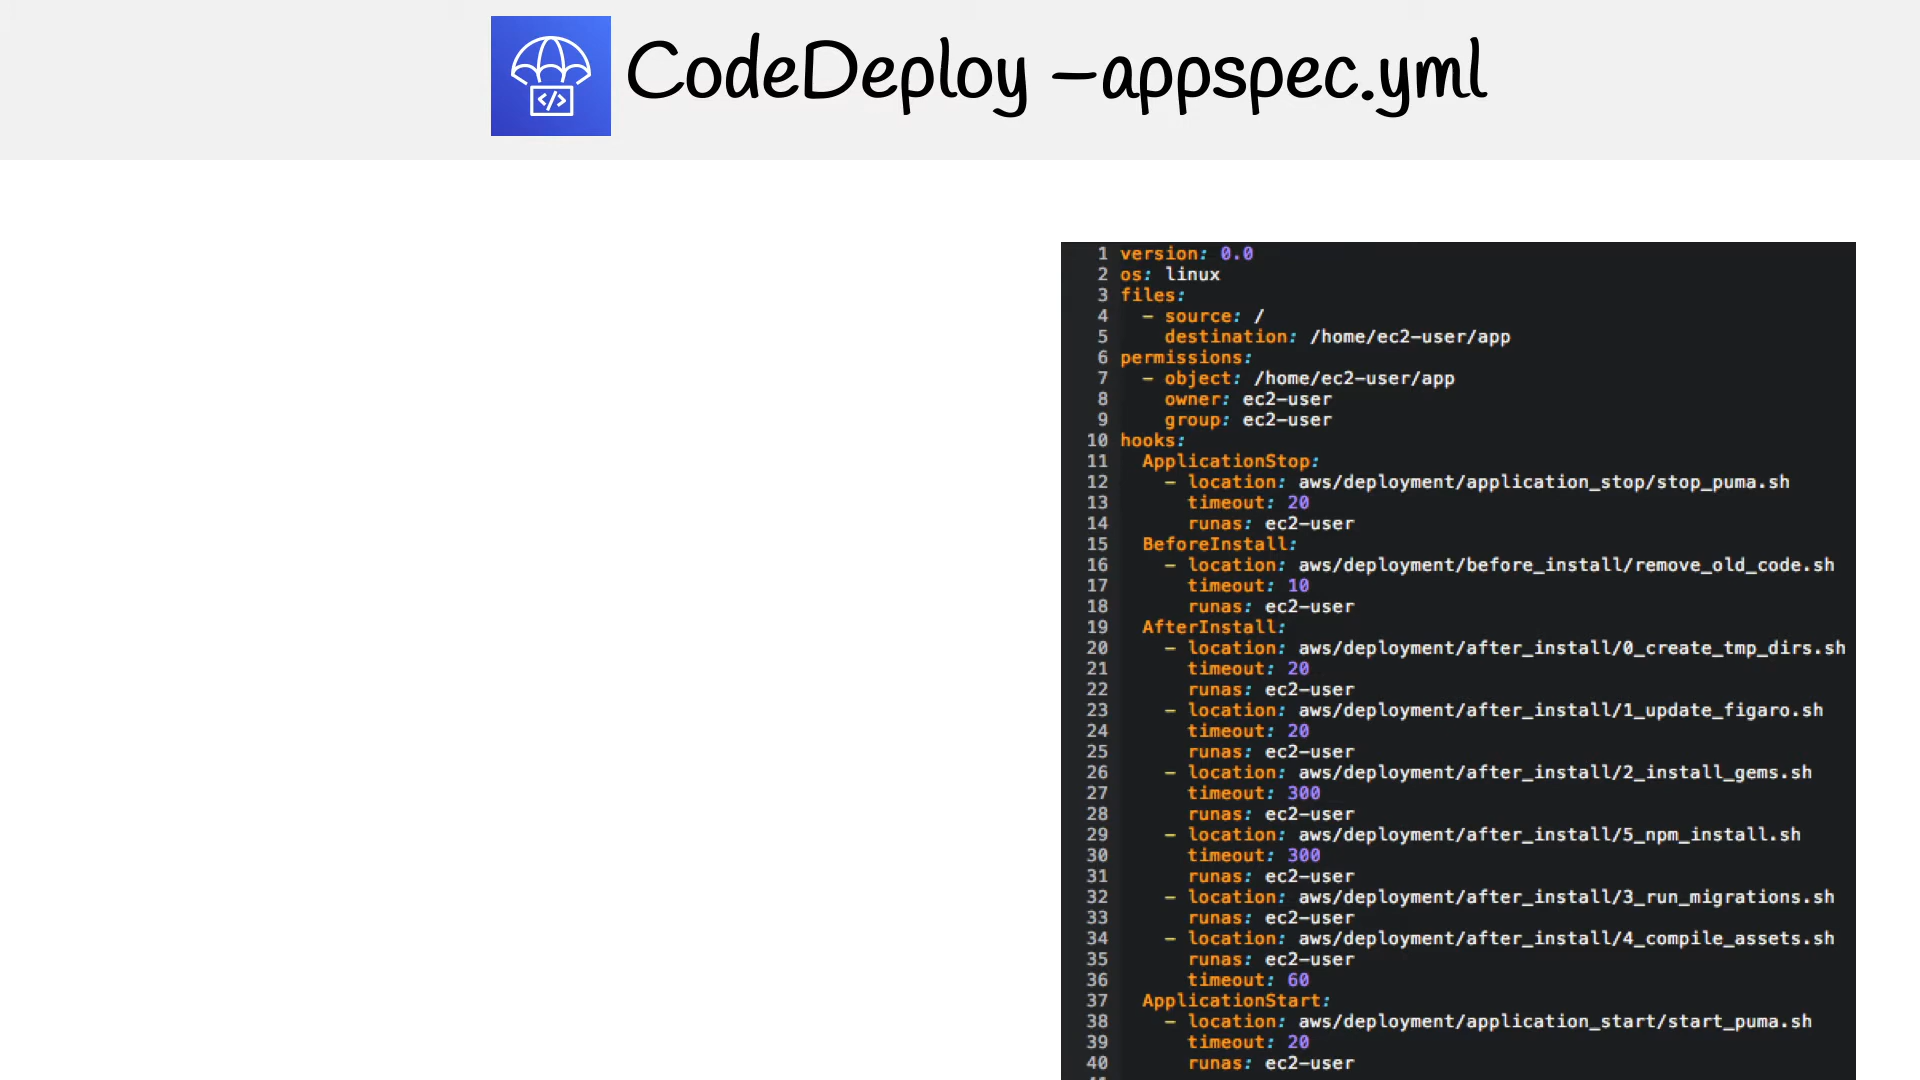 CodeDeploy –appspec.yml
1 version: 0.0
2 os: linux
3 files:
4   - source: /
5     destination: /home/ec2-user/app
6 permissions:
7   - object: /home/ec2-user/app
8     owner: ec2-user
9     group: ec2-user
10 hooks:
11   ApplicationStop:
12     - location: aws/deployment/application_stop/stop_puma.sh
13       timeout: 20
14       runas: ec2-user
15   BeforeInstall:
16     - location: aws/deployment/before_install/remove_old_code.sh
17       timeout: 10
18       runas: ec2-user
19   AfterInstall:
20     - location: aws/deployment/after_install/0_create_tmp_dirs.sh
21       timeout: 20
22       runas: ec2-user
23     - location: aws/deployment/after_install/1_update_figaro.sh
24       timeout: 20
25       runas: ec2-user
26     - location: aws/deployment/after_install/2_install_gems.sh
27       timeout: 300
28       runas: ec2-user
29     - location: aws/deployment/after_install/5_npm_install.sh
30       timeout: 300
31       runas: ec2-user
32     - location: aws/deployment/after_install/3_run_migrations.sh
33       runas: ec2-user
34     - location: aws/deployment/after_install/4_compile_assets.sh
35       runas: ec2-user
36       timeout: 60
37   ApplicationStart:
38     - location: aws/deployment/application_start/start_puma.sh
39       timeout: 20
40       runas: ec2-user